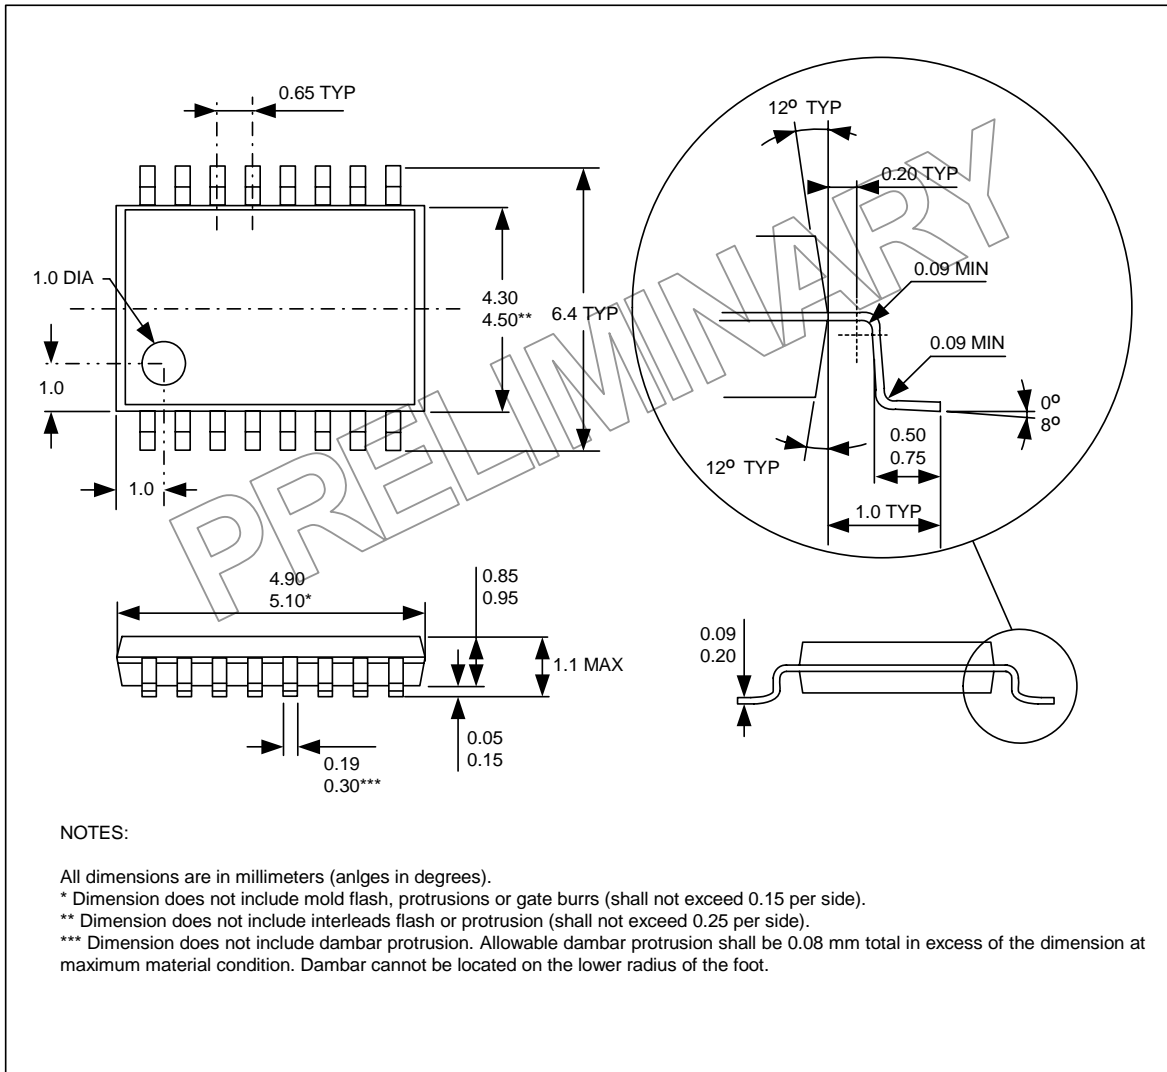 0.65 TYP
12º TYP
0.20 TYP
1.0 DIA
0.09 MIN
4.30
4.50**
6.4 TYP
0.09 MIN
1.0
0º
8º
0.50
0.75
12º TYP
1.0
1.0 TYP
PRELIMINARY
4.90
5.10*
0.85
0.95
0.09
0.20
1.1 MAX
0.05
0.15
0.19
0.30***
NOTES:
All dimensions are in millimeters (anlges in degrees).
* Dimension does not include mold flash, protrusions or gate burrs (shall not exceed 0.15 per side).
** Dimension does not include interleads flash or protrusion (shall not exceed 0.25 per side).
*** Dimension does not include dambar protrusion. Allowable dambar protrusion shall be 0.08 mm total in excess of the dimension at
maximum material condition. Dambar cannot be located on the lower radius of the foot.